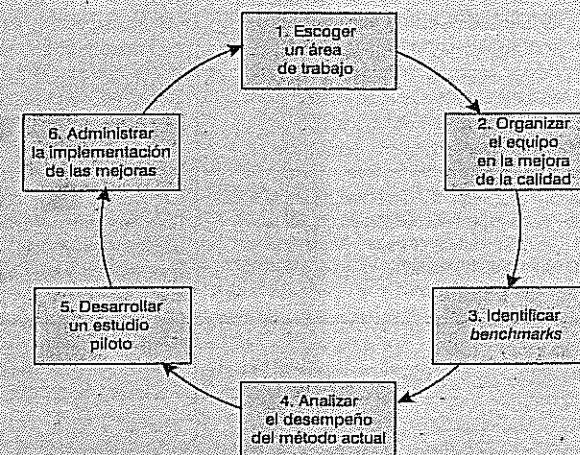 1. Escoger
un área
de trabajo
2. Organizar
el equipo
en la mejora
de la calidad
3. Identificar
benchmarks
4. Analizar
el desempeño
del método actual
5. Desarrollar
un estudio
piloto
6. Administrar
la implementación
de las mejoras